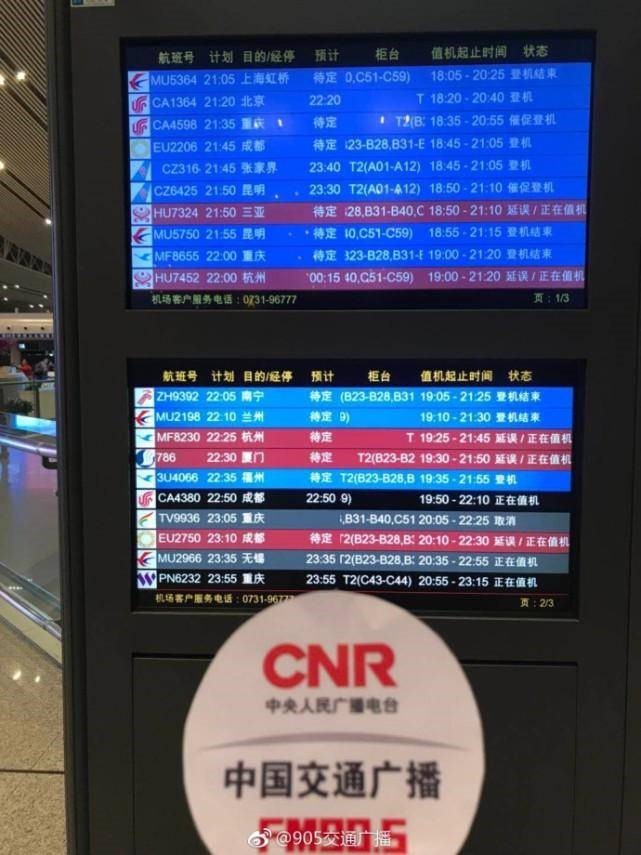 航班号 计划 目的/经停 预计 柜台 值机起止时间 状态
MU5364 21:05 上海虹桥 待定 0,C51-C59) 18:05 - 20:25 登机结束
CA1364 21:20 北京 22:20 T 18:20 - 20:40 登机
CA4598 21:35 重庆 待定 T2(B 18:35 - 20:55 催促登机
EU2206 21:45 成都 待定 323-B28,B31-E 18:45 - 21:05 登机
CZ316 21:45 张家界 23:40 T2(A01-A12) 18:45 - 21:05 登机
CZ6425 21:50 昆明 23:30 T2(A01-A12) 18:50 - 21:10 催促登机
HU7324 21:50 三亚 待定 28,B31-B40,C 18:50 - 21:10 延误 / 正在值机
MU5750 21:55 昆明 待定 40,C51-C59) 18:55 - 21:15 登机
MF8655 22:00 重庆 待定 323-B28,B31-E 19:00 - 21:20 登机
HU7452 22:00 杭州 00:15 40,C51-C59) 19:00 - 21:20 延误 / 正在值机
机场客户服务电话：0731-96777 页：1/3
航班号 计划 目的/经停 预计 柜台 值机起止时间 状态
ZH9392 22:05 南宁 待定 (B23-B28,B31 19:05 - 21:25 登机结束
MU2198 22:10 兰州 待定 9) 19:10 - 21:30 登机结束
MF8230 22:25 杭州 待定 T 19:25 - 21:45 延误 / 正在值机
786 22:30 厦门 待定 T2(B23-B2 19:30 - 21:50 延误 / 正在值机
3U4066 22:35 福州 待定 T2(B23-B28,B 19:35 - 21:55 登机
CA4380 22:50 成都 22:50 9) 19:50 - 22:10 正在值机
TV9936 23:05 重庆 ,B31-B40,C51 20:05 - 22:25 取消
EU2750 23:10 成都 待定 T2(B23-B28,B 20:10 - 22:30 延误 / 正在值机
MU2966 23:35 无锡 23:35 T2(B23-B28,B 20:35 - 22:55 正在值机
PN6232 23:55 重庆 23:55 T2(C43-C44) 20:55 - 23:15 正在值机
机场客户服务电话：0731-96777 页：2/3
CNR
中央人民广播电台
中国交通广播
FM90.5
@905交通广播